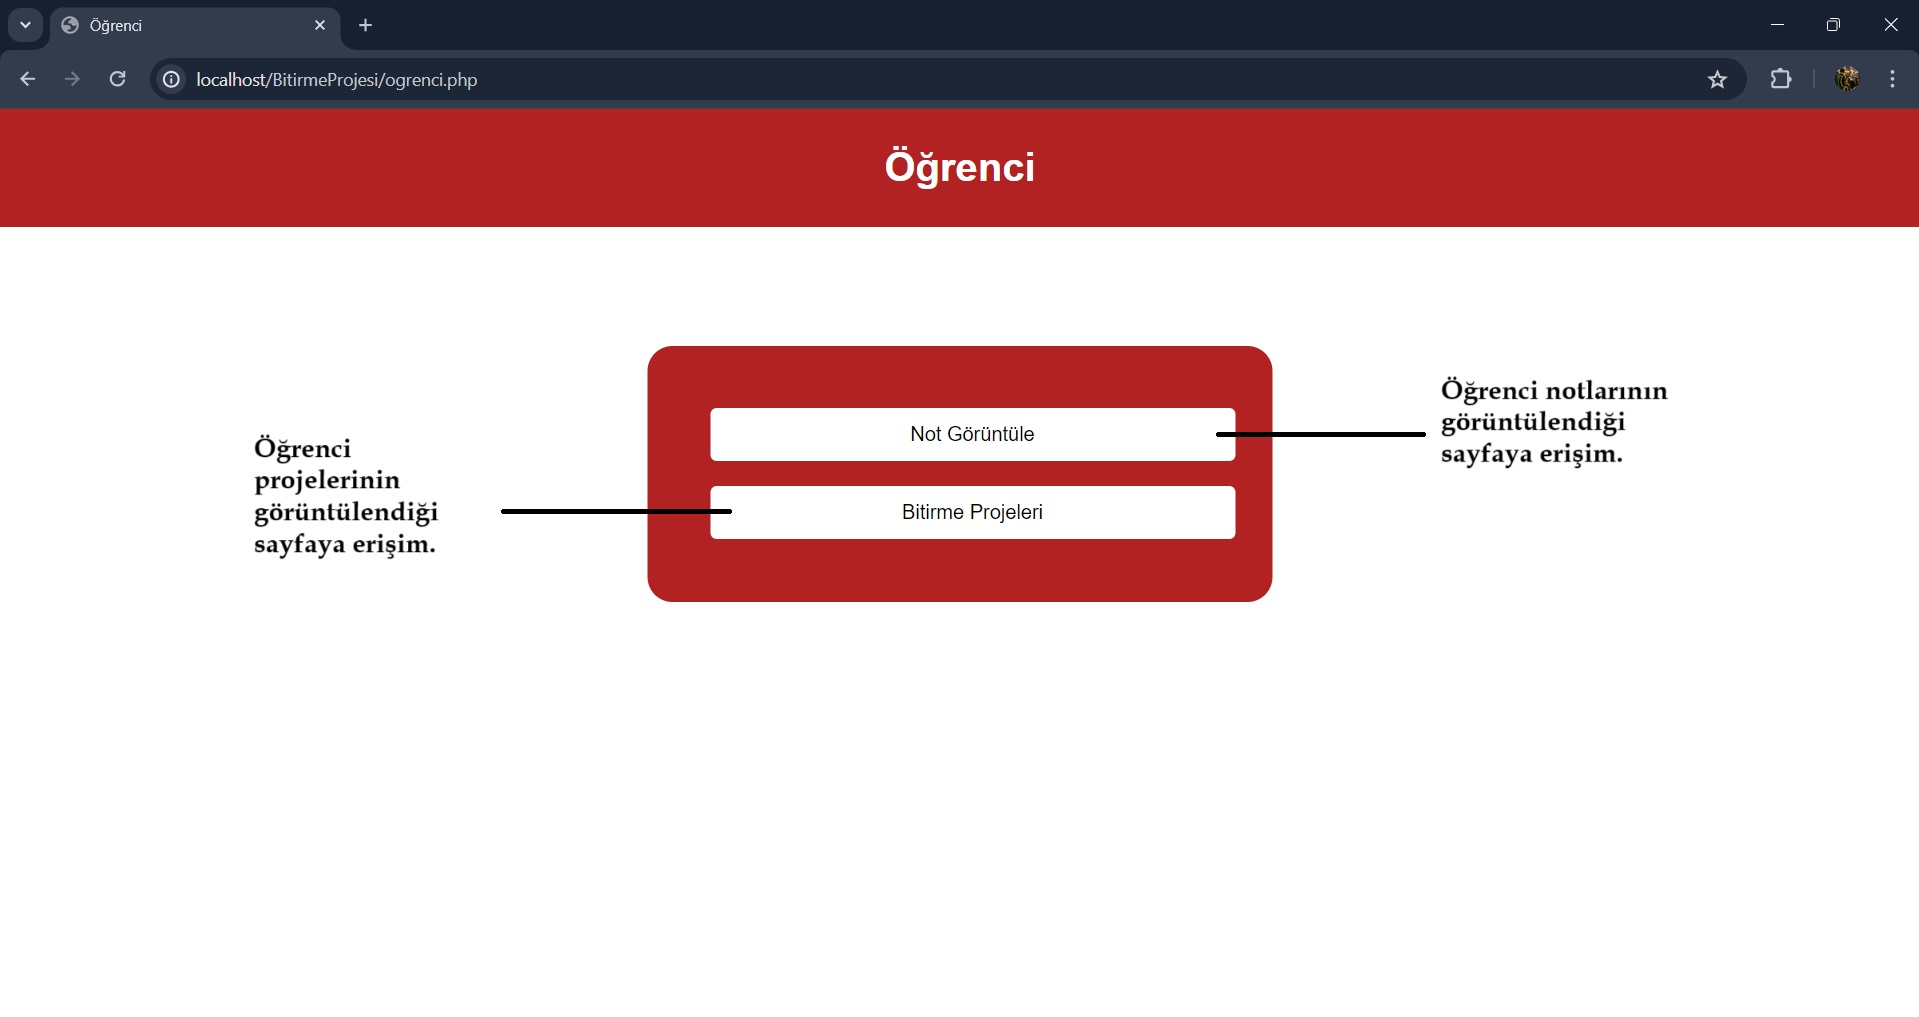 Öğrenci
localhost/BitirmeProjesi/ogrenci.php
Öğrenci
Not Görüntüle
Bitirme Projeleri
Öğrenci
projelerinin
görüntülendiği
sayfaya erişim.
Öğrenci notlarının
görüntülendiği
sayfaya erişim.